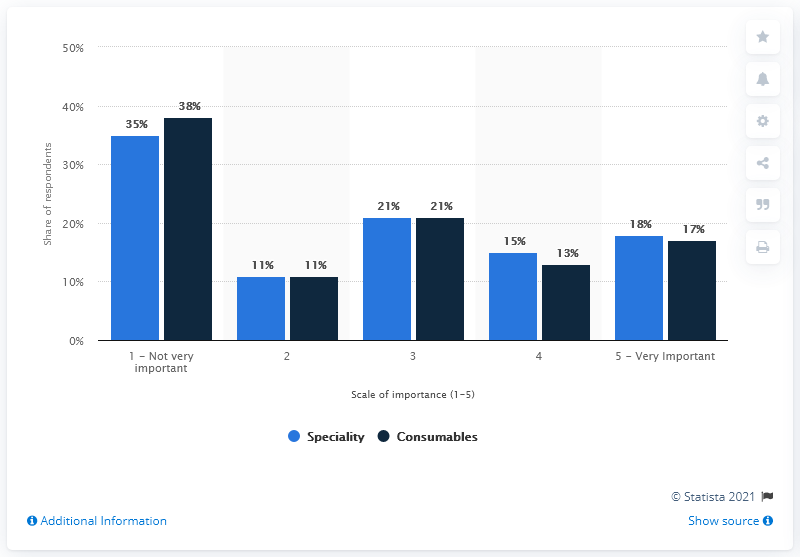 50%
40%
30%
20%
10%
0%
Share of respondents
35%
38%
11%
11%
21%
21%
15%
13%
18%
17%
1 – Not very
important
2
3
4
5 – Very Important
Scale of importance (1–5)
Speciality
Consumables
© Statista 2021
Additional Information
Show source